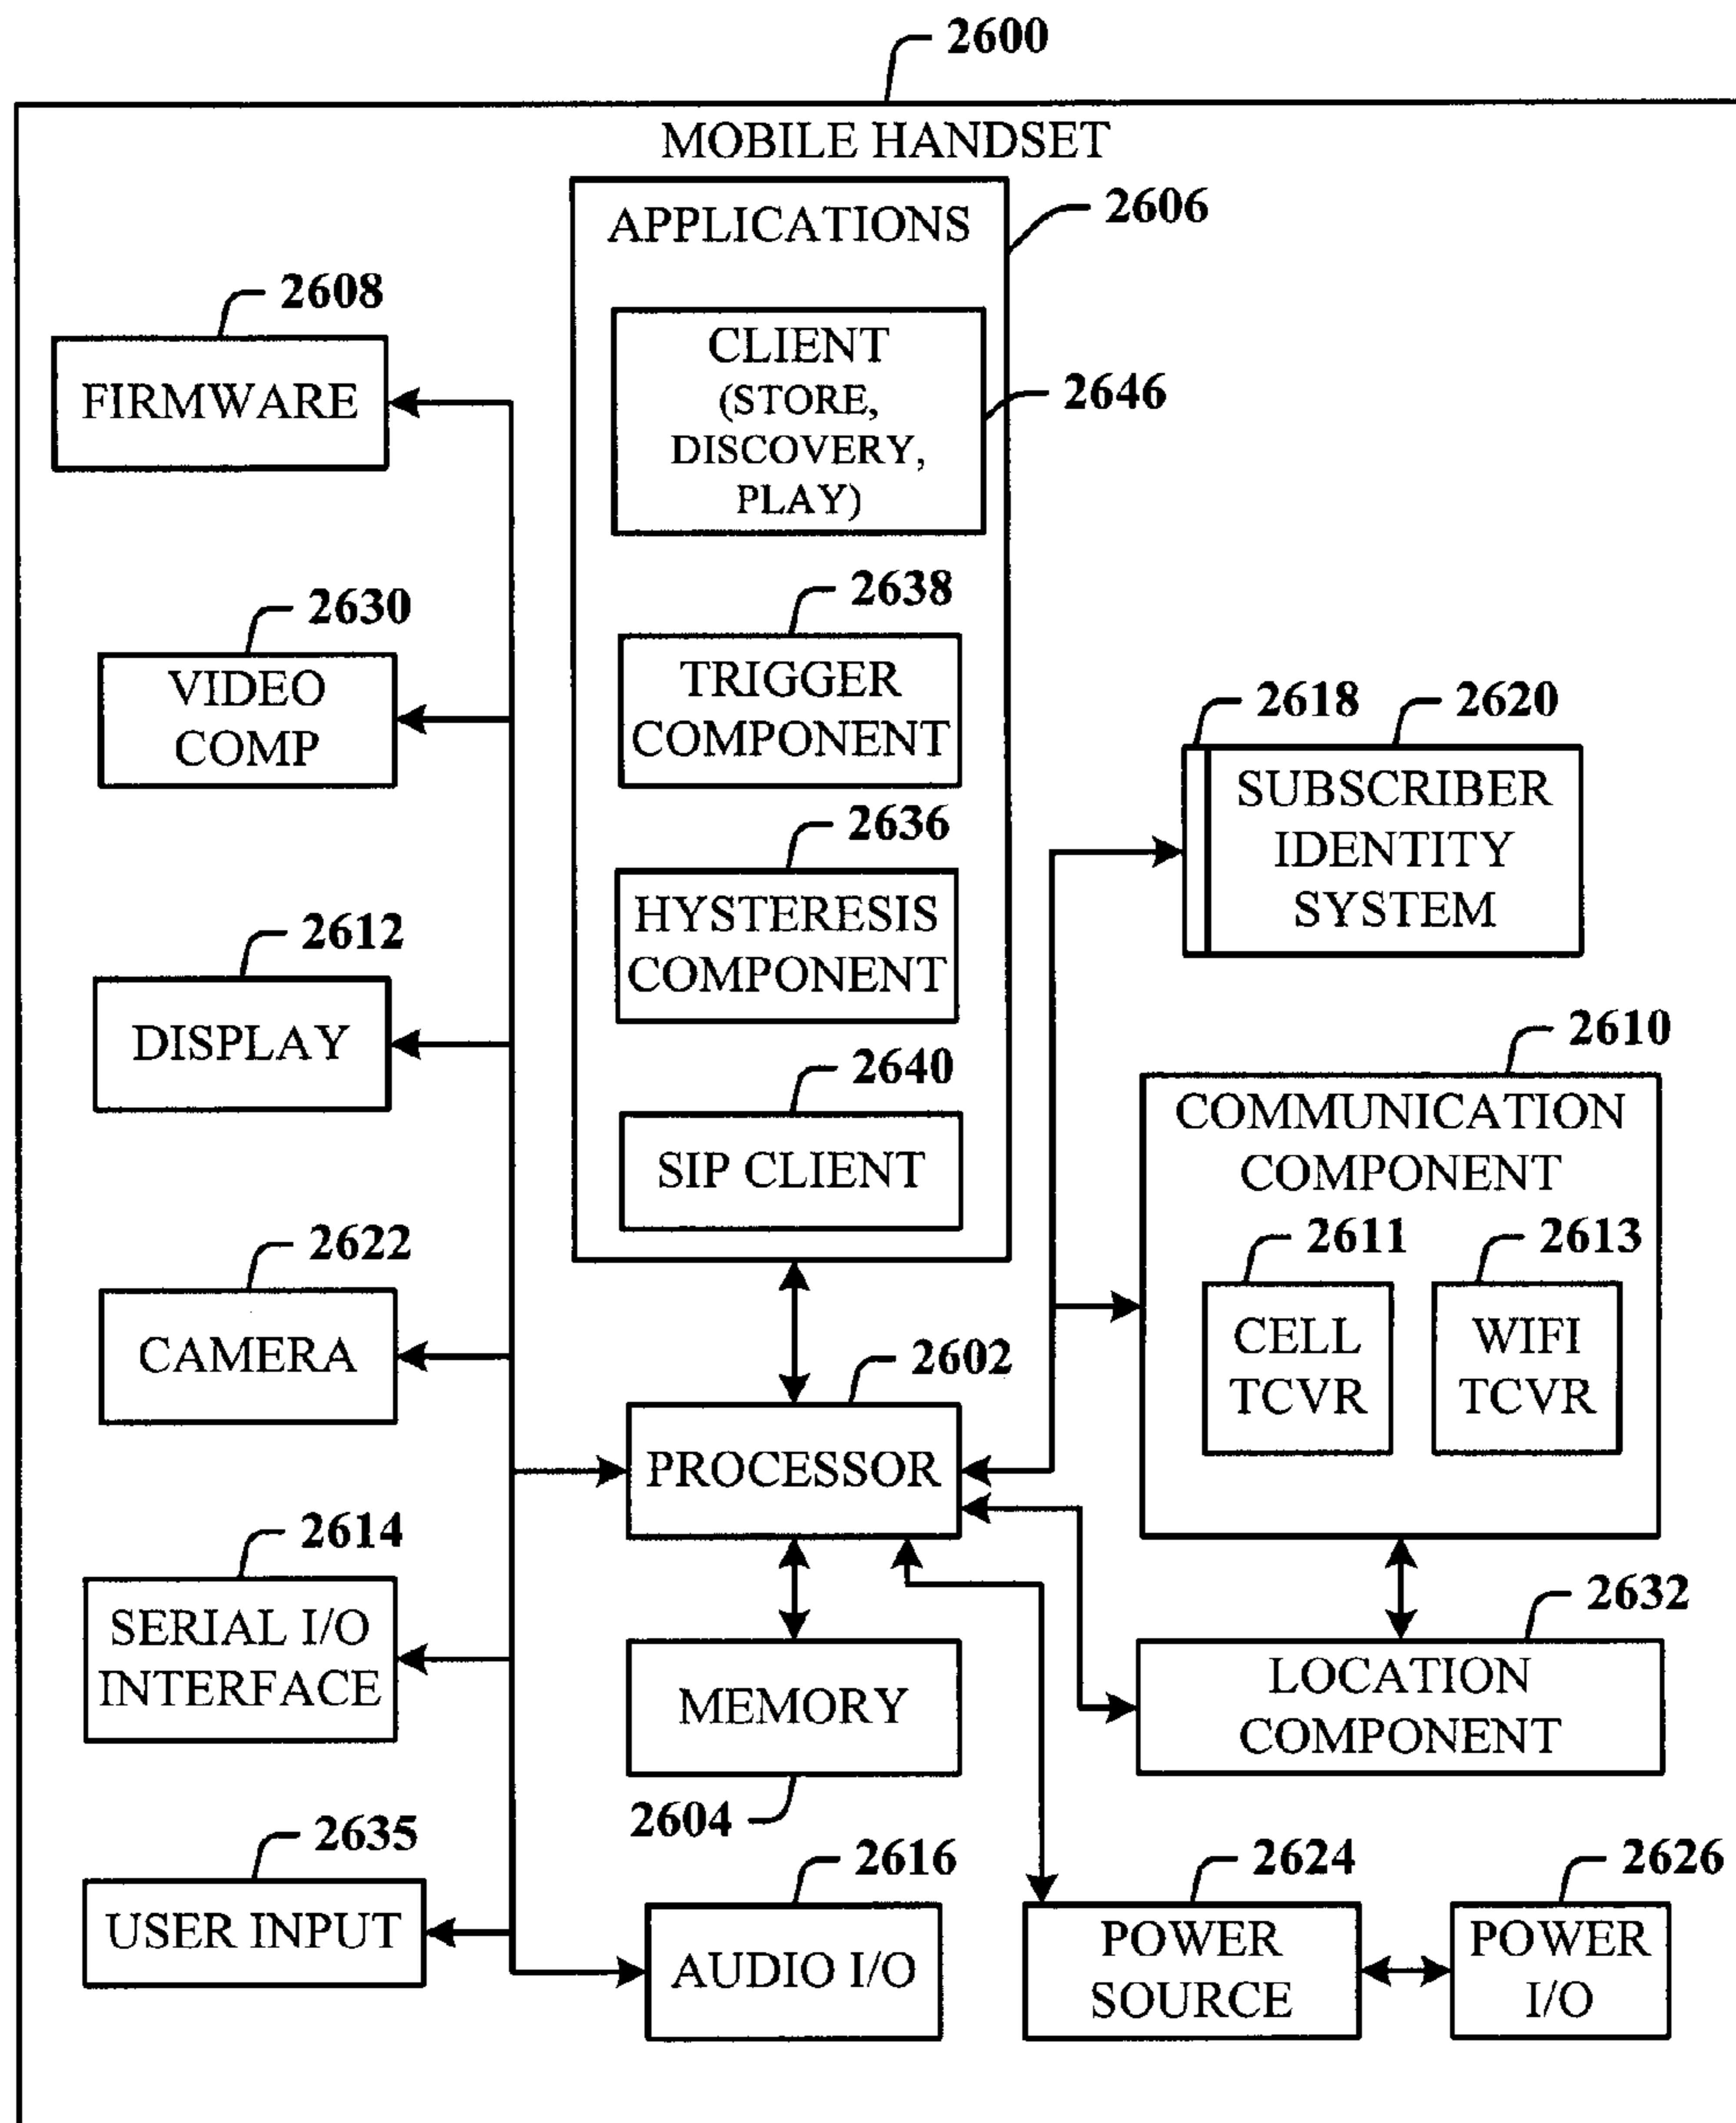 2600
MOBILE HANDSET
APPLICATIONS
2606
2608
FIRMWARE
CLIENT
(STORE,
DISCOVERY,
PLAY)
2646
2630
VIDEO
COMP
2638
TRIGGER
COMPONENT
2618
2620
SUBSCRIBER
IDENTITY
SYSTEM
2636
HYSTERESIS
COMPONENT
2612
DISPLAY
2640
SIP CLIENT
2610
COMMUNICATION
COMPONENT
2611
CELL
TCVR
2613
WIFI
TCVR
2622
CAMERA
2602
PROCESSOR
2614
SERIAL I/O
INTERFACE
MEMORY
2604
2632
LOCATION
COMPONENT
2635
USER INPUT
2616
AUDIO I/O
2624
POWER
SOURCE
2626
POWER
I/O